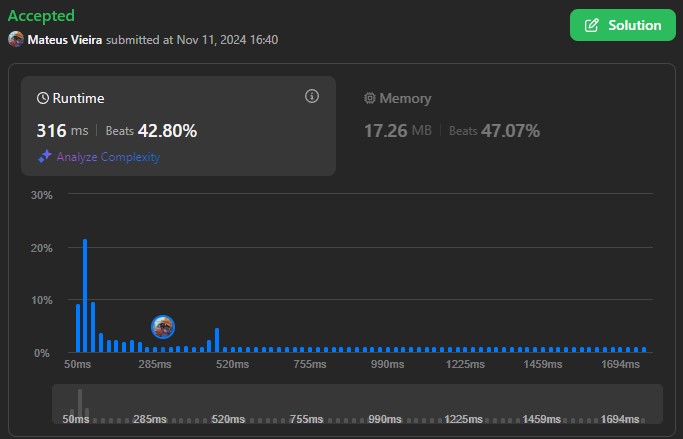 Accepted
Mateus Vieira submitted at Nov 11, 2024 16:40
Solution
Runtime
316 ms | Beats 42.80%
Analyze Complexity
Memory
17.26 MB | Beats 47.07%
30%
20%
10%
0%
50ms 285ms 520ms 755ms 990ms 1225ms 1459ms 1694ms
50ms 285ms 520ms 755ms 990ms 1225ms 1459ms 1694ms